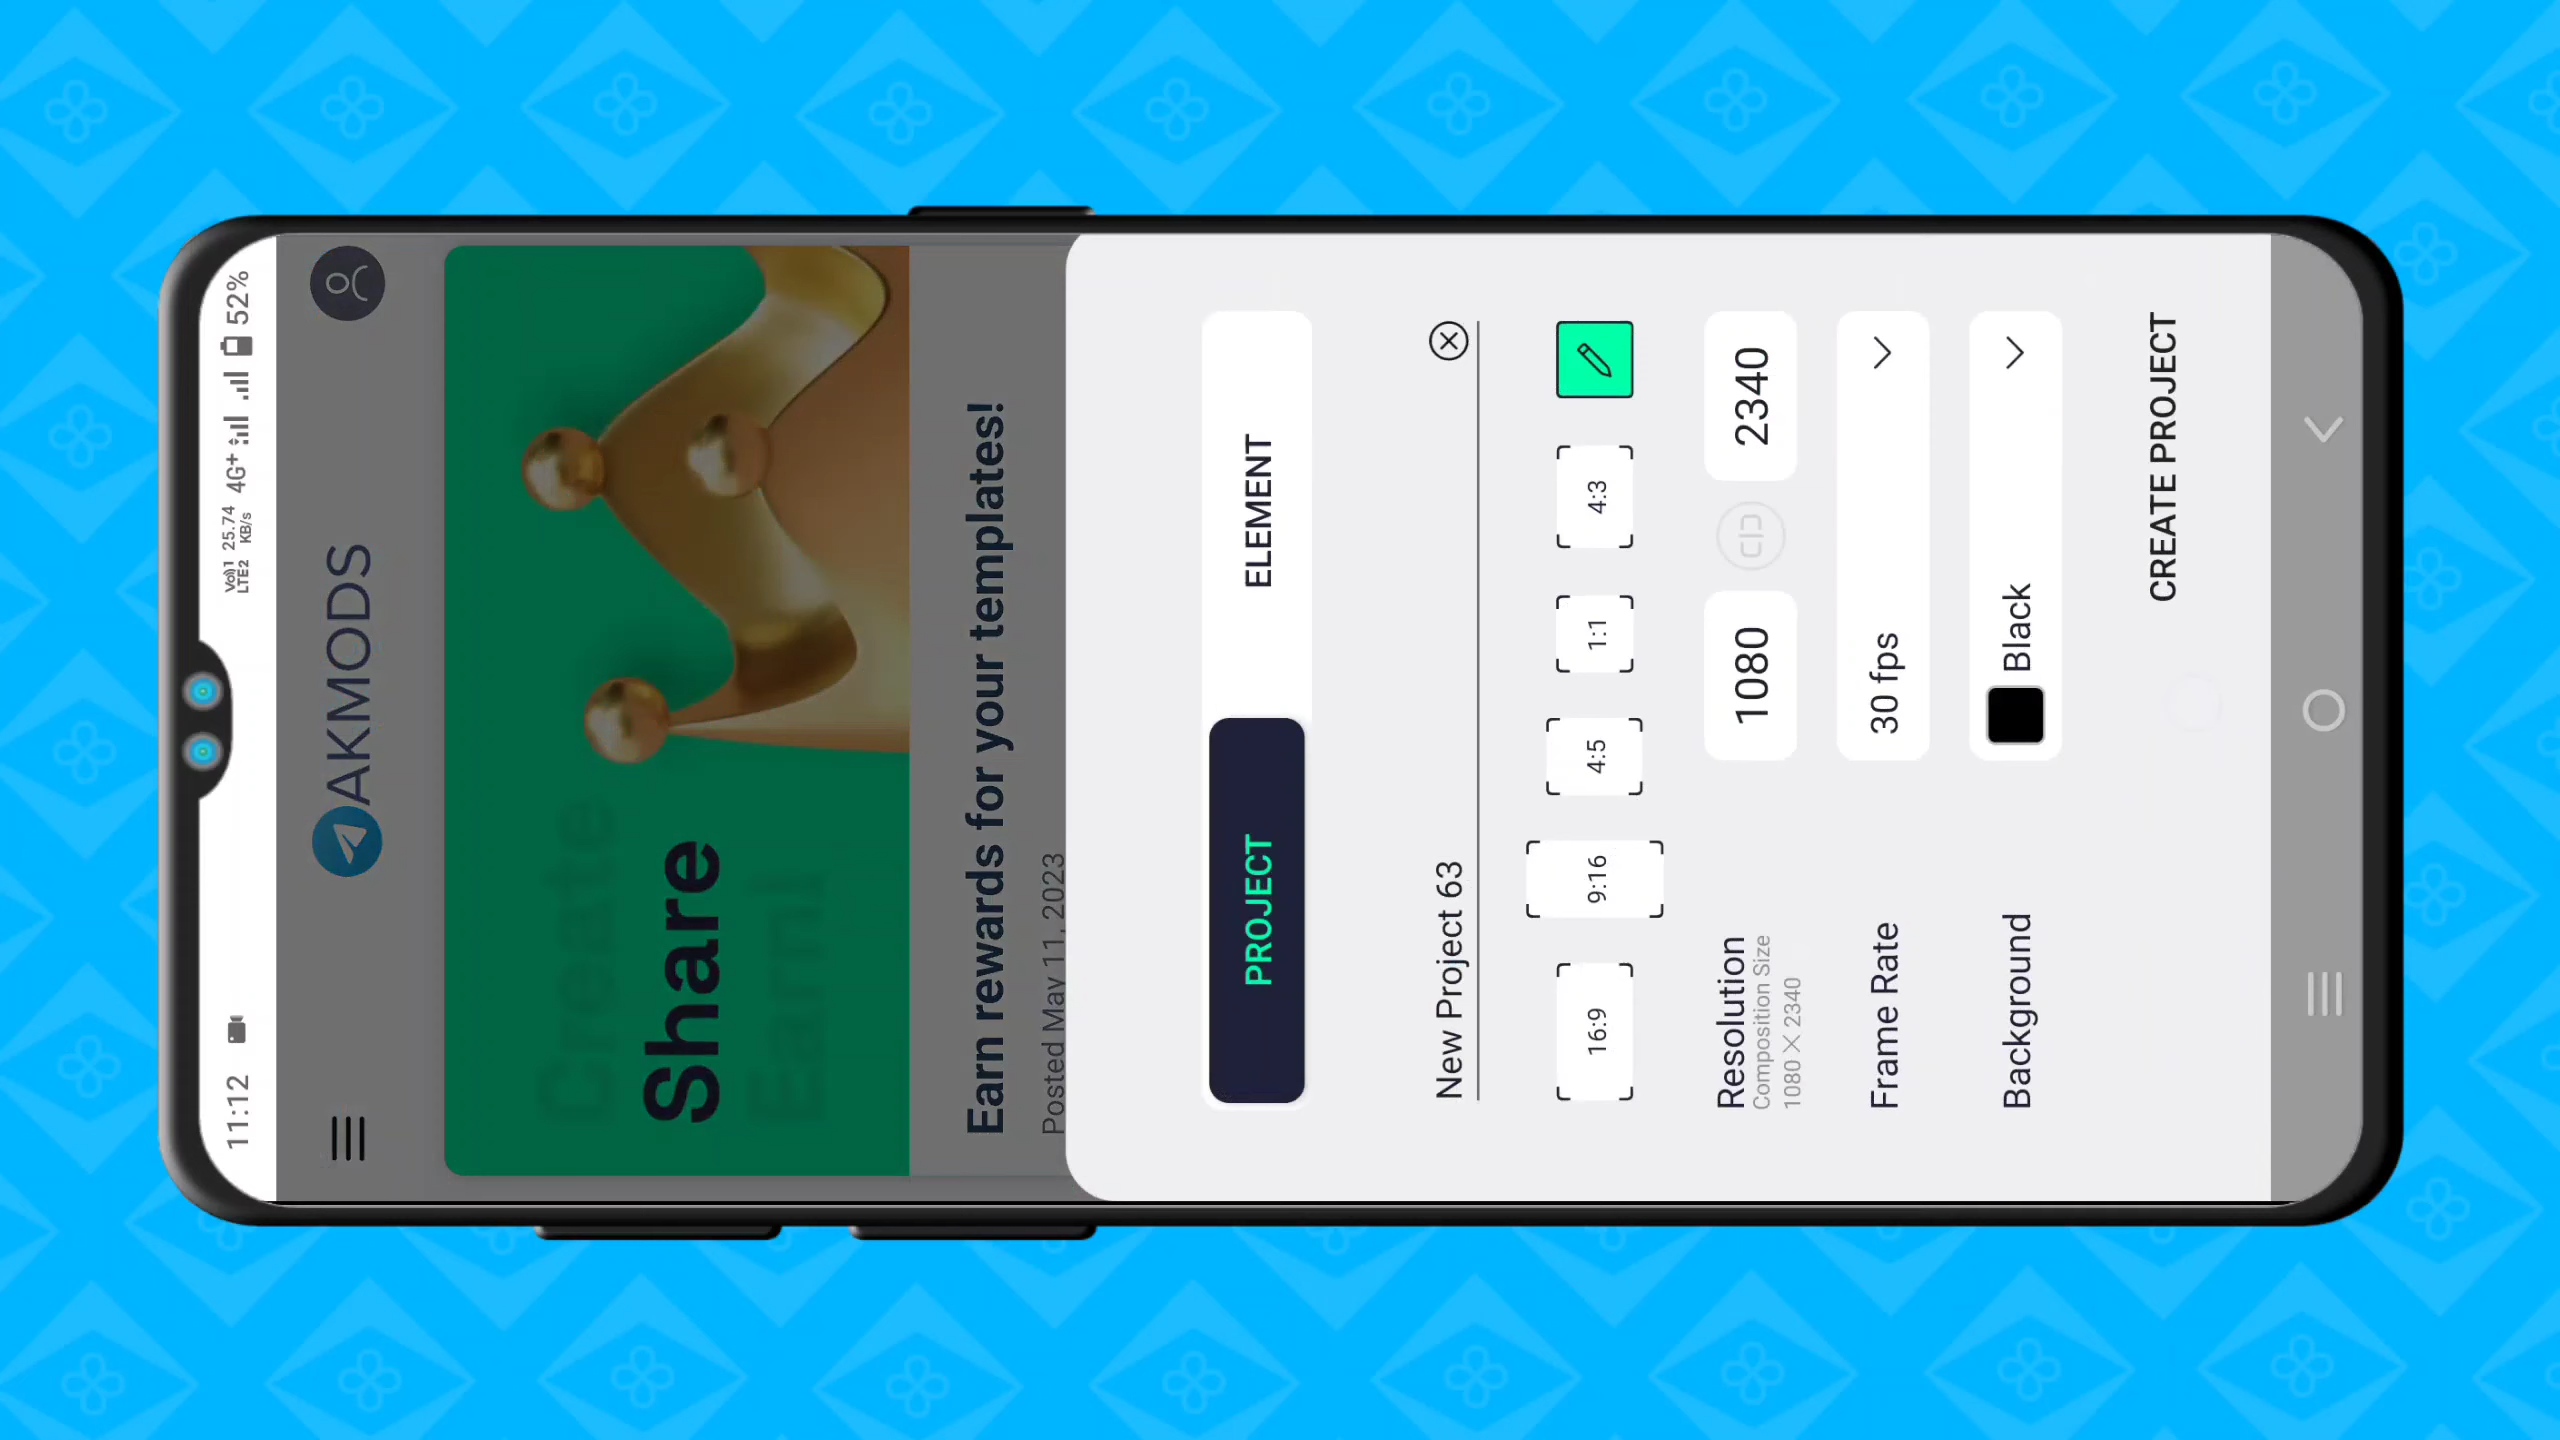 11:12
VoI) 1 25.74 4G+ 52%
LTE2 KB/s
AKMODS
Create
Share
Earn!
Earn rewards for your templates!
Posted May 11, 2023
PROJECT ELEMENT
New Project 63
16:9 9:16 4:5 1:1 4:3
Resolution 1080 2340
Composition Size
1080 × 2340
Frame Rate 30 fps
Background Black
CREATE PROJECT